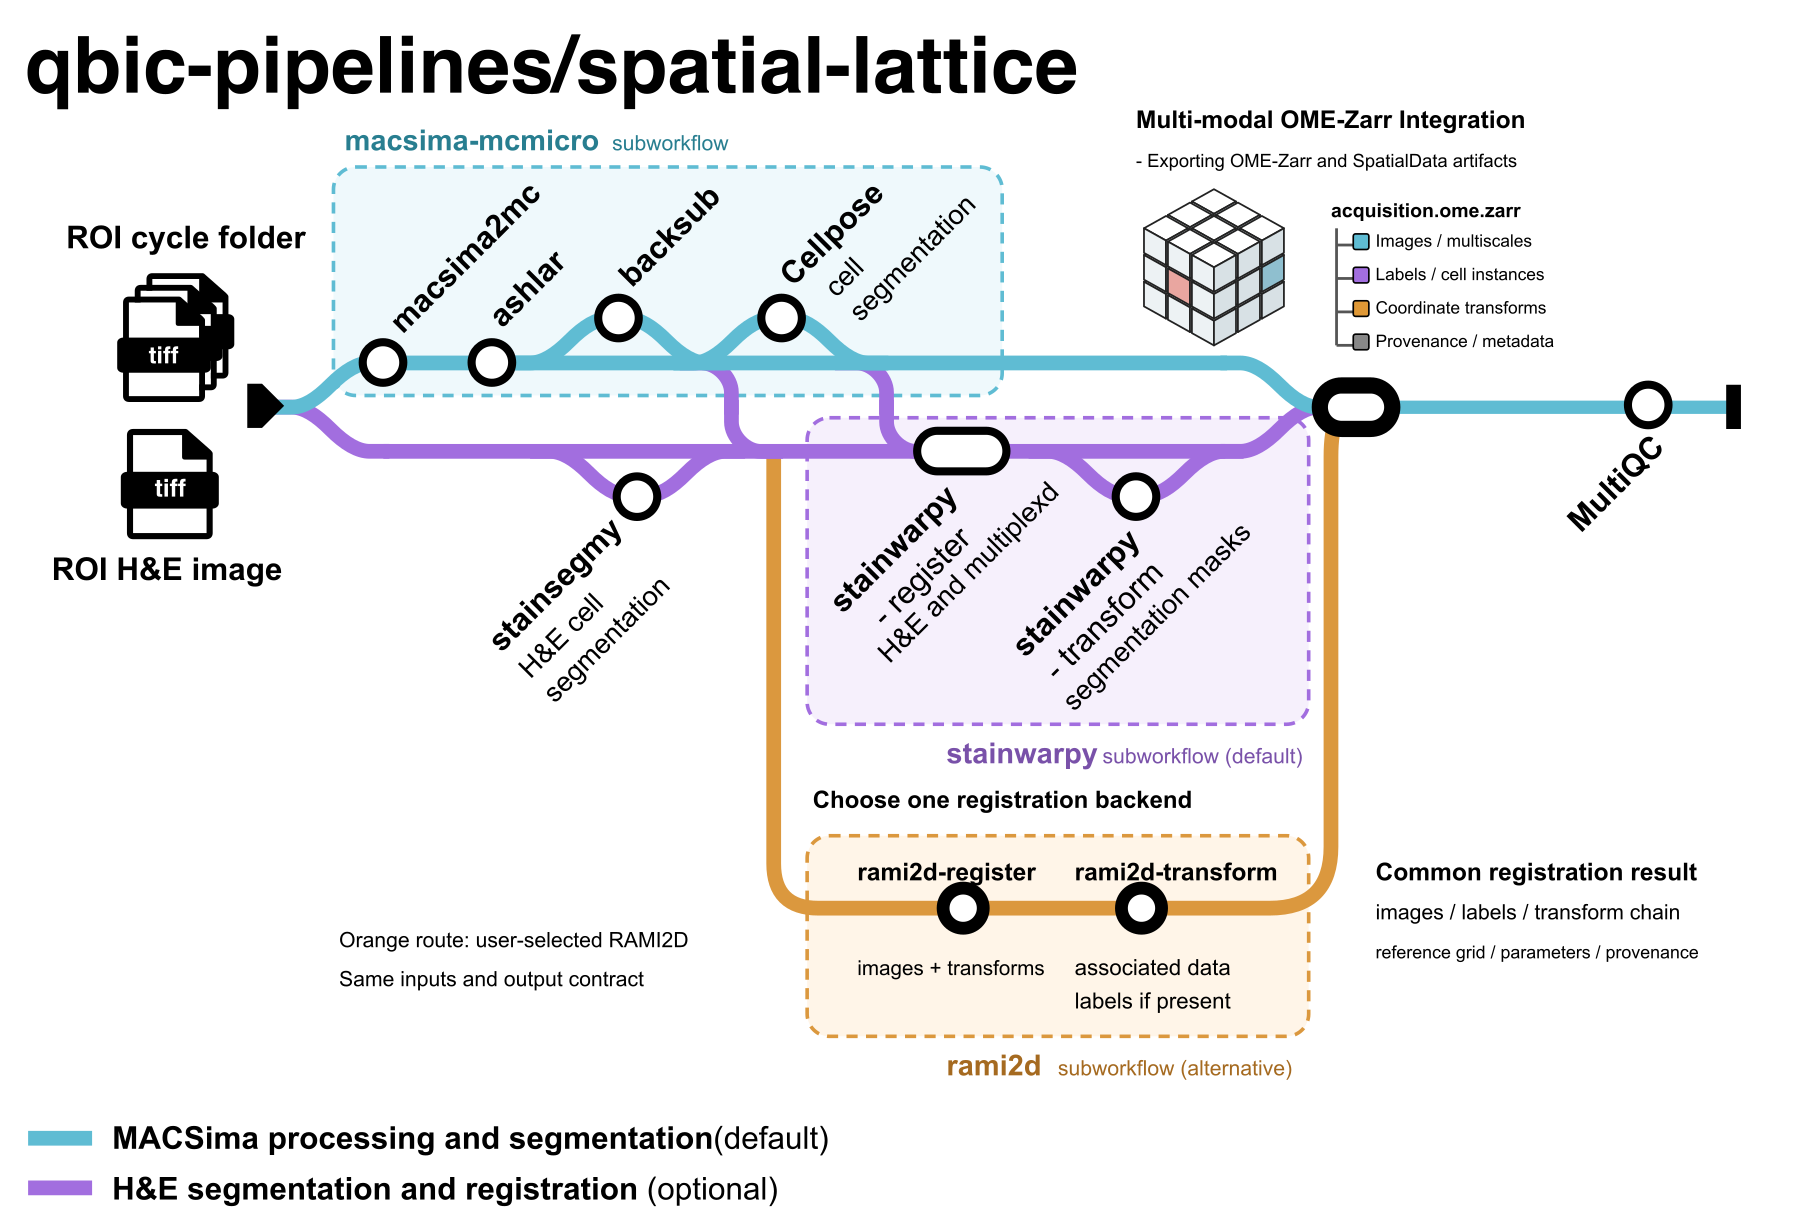 qbic-pipelines/spatial-lattice
macsima-mcmicro subworkflow
Multi-modal OME-Zarr Integration
- Exporting OME-Zarr and SpatialData artifacts
ROI cycle folder
tiff
tiff
ROI H&E image
macsima2mc
ashlar
backsub
Cellpose
cell
segmentation
acquisition.ome.zarr
Images / multiscales
Labels / cell instances
Coordinate transforms
Provenance / metadata
MultiQC
stainsegmy
H&E cell
segmentation
stainwarpy
- register
H&E and multiplexd
stainwarpy
- transform
segmentation masks
stainwarpy subworkflow (default)
Choose one registration backend
rami2d-register
rami2d-transform
images + transforms
associated data
labels if present
rami2d subworkflow (alternative)
Orange route: user-selected RAMI2D
Same inputs and output contract
Common registration result
images / labels / transform chain
reference grid / parameters / provenance
MACSima processing and segmentation(default)
H&E segmentation and registration (optional)